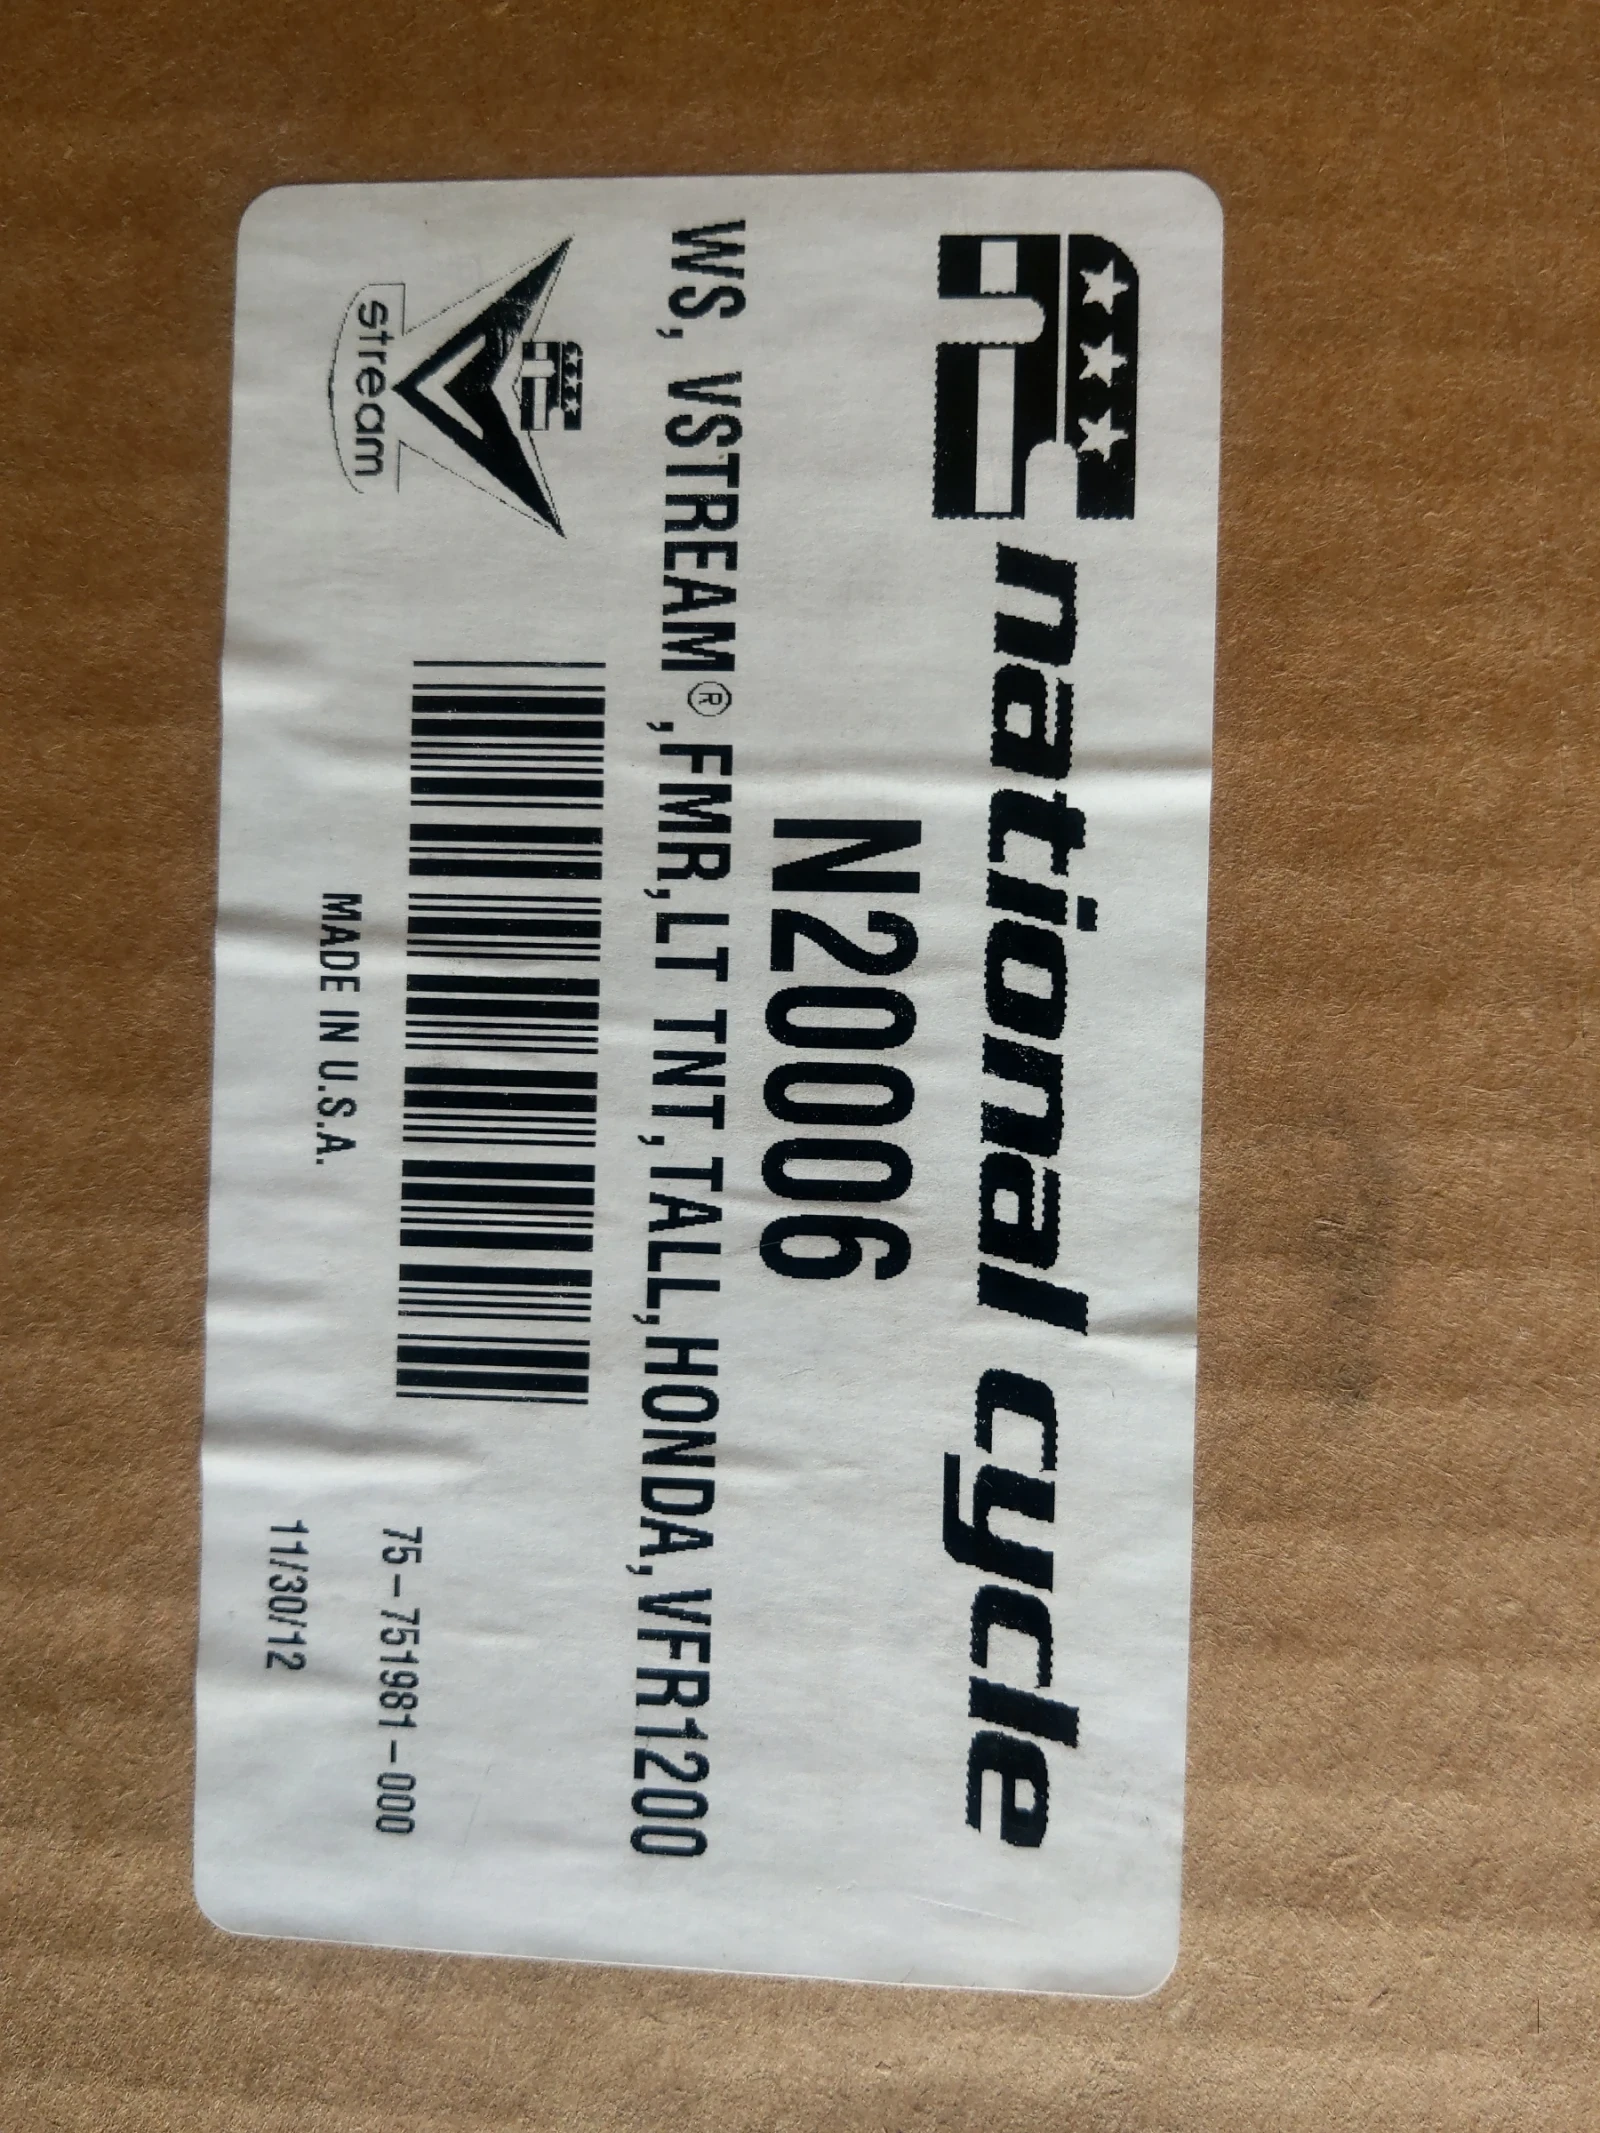 national cycle
N20006
WS, VSTREAM®,FMR,LT TNT,TALL,HONDA,VFR1200
stream
MADE IN U.S.A.
75-751981-000
11/30/12